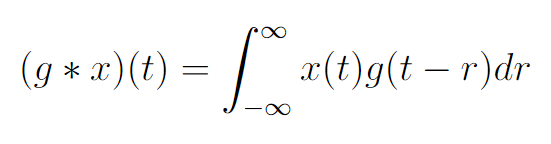 (g * x)(t) = ∫_{-∞}^{∞} x(t)g(t − r)dr